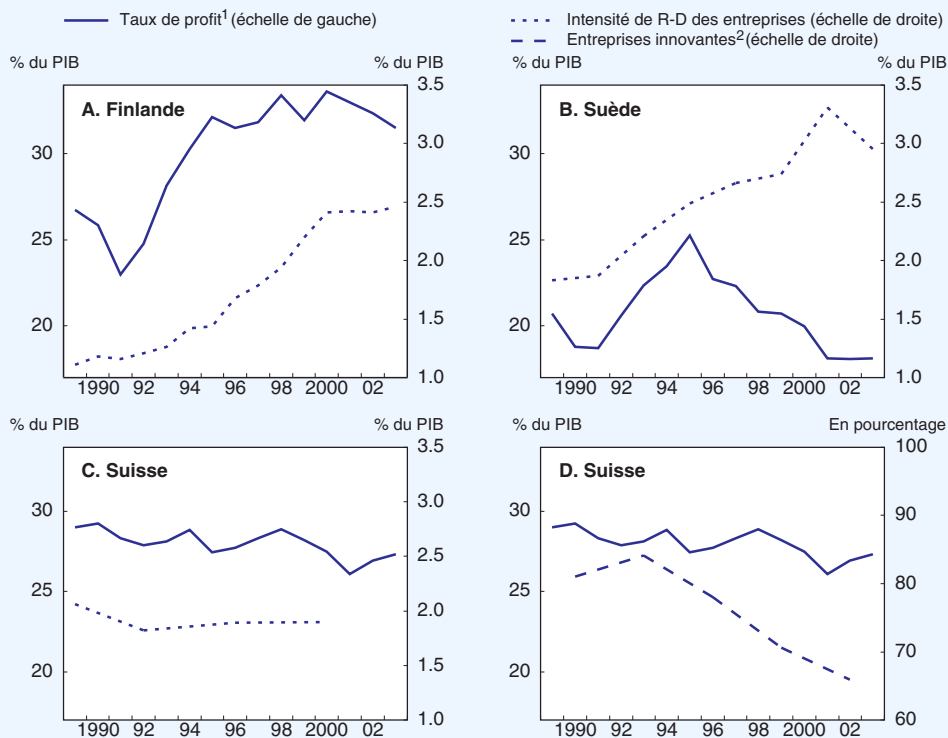 Taux de profit¹ (échelle de gauche)
Intensité de R-D des entreprises (échelle de droite)
Entreprises innovantes² (échelle de droite)
% du PIB
% du PIB
A. Finlande
3.5
3.0
2.5
2.0
1.5
1.0
30
25
20
1990 92 94 96 98 2000 02
% du PIB
% du PIB
B. Suède
3.5
3.0
2.5
2.0
1.5
1.0
30
25
20
1990 92 94 96 98 2000 02
% du PIB
% du PIB
C. Suisse
3.5
3.0
2.5
2.0
1.5
1.0
30
25
20
1990 92 94 96 98 2000 02
% du PIB
En pourcentage
D. Suisse
100
90
80
70
60
30
25
20
1990 92 94 96 98 2000 02